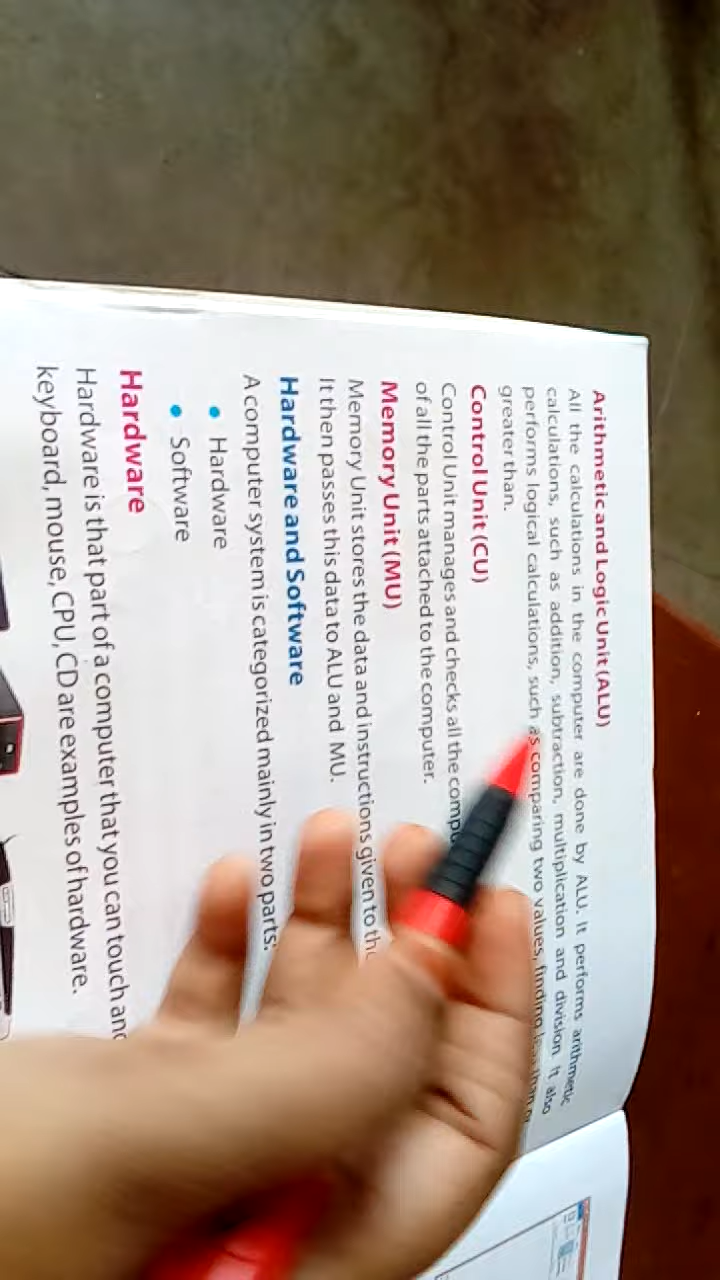 Arithmetic and Logic Unit (ALU)
All the calculations in the computer are done by ALU. It performs arithmetic
calculations, such as addition, subtraction, multiplication and division. It also
performs logical calculations, such as comparing two values, finding less than or
greater than.
Control Unit (CU)
Control Unit manages and checks all the
of all the parts attached to the computer.
Memory Unit (MU)
Memory Unit stores the data and instructions given to the
It then passes this data to ALU and MU.
Hardware and Software
A computer system is categorized mainly in two parts:
• Hardware
• Software
Hardware
Hardware is that part of a computer that you can touch and
keyboard, mouse, CPU, CD are examples of hardware.